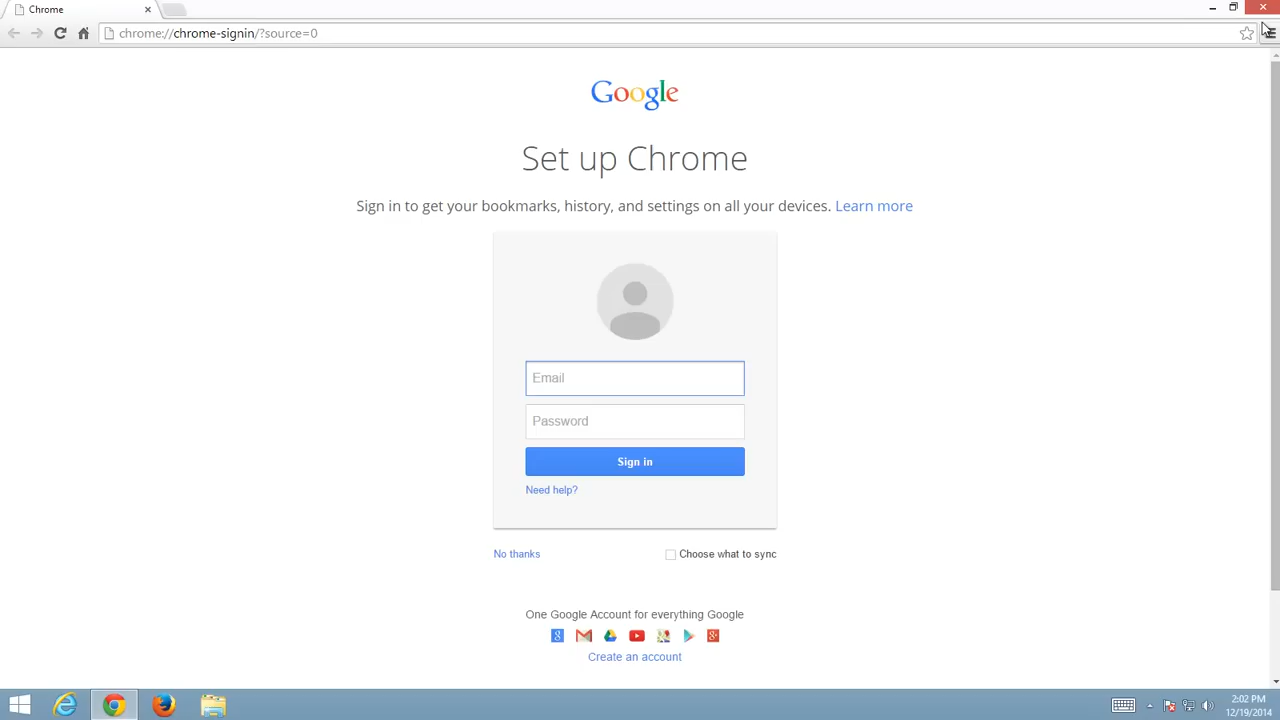 Chrome
chrome://chrome-signin/?source=0
Google
Set up Chrome
Sign in to get your bookmarks, history, and settings on all your devices. Learn more
Email
Password
Sign in
Need help?
No thanks
Choose what to sync
One Google Account for everything Google
Create an account
2:02 PM
12/19/2014